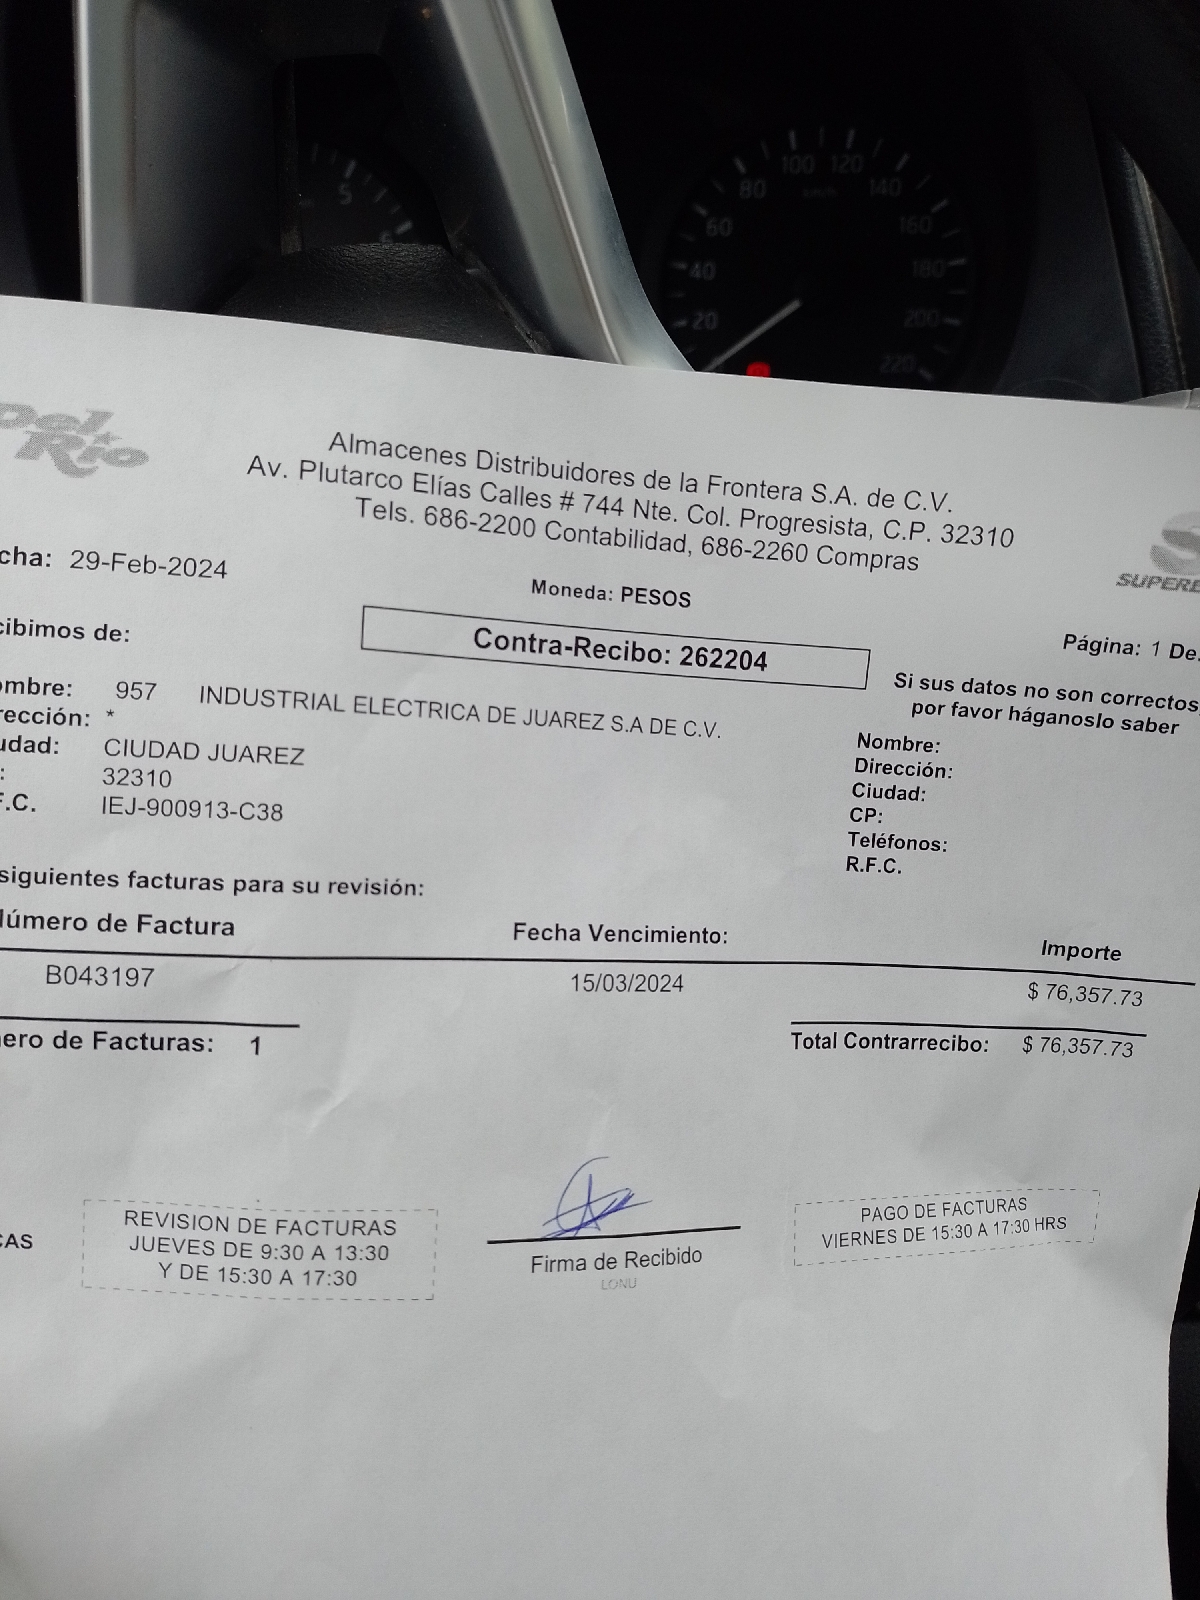 5
6
20
40
60
80
100
120
140
160
180
200
220
km/h
Del Rio
Almacenes Distribuidores de la Frontera S.A. de C.V.
Av. Plutarco Elías Calles # 744 Nte. Col. Progresista, C.P. 32310
Tels. 686-2200 Contabilidad, 686-2260 Compras
SUPERE
cha: 29-Feb-2024
Moneda: PESOS
Contra-Recibo: 262204
Página: 1 De
cibimos de:
Si sus datos no son correctos,
por favor háganoslo saber
ombre: 957 INDUSTRIAL ELECTRICA DE JUAREZ S.A DE C.V.
rección: *
udad: CIUDAD JUAREZ
: 32310
F.C. IEJ-900913-C38
Nombre:
Dirección:
Ciudad:
CP:
Teléfonos:
R.F.C.
siguientes facturas para su revisión:
Número de Factura Fecha Vencimiento: Importe
B043197 15/03/2024 $ 76,357.73
ero de Facturas: 1 Total Contrarrecibo: $ 76,357.73
CAS
REVISION DE FACTURAS
JUEVES DE 9:30 A 13:30
Y DE 15:30 A 17:30
Firma de Recibido
LONU
PAGO DE FACTURAS
VIERNES DE 15:30 A 17:30 HRS